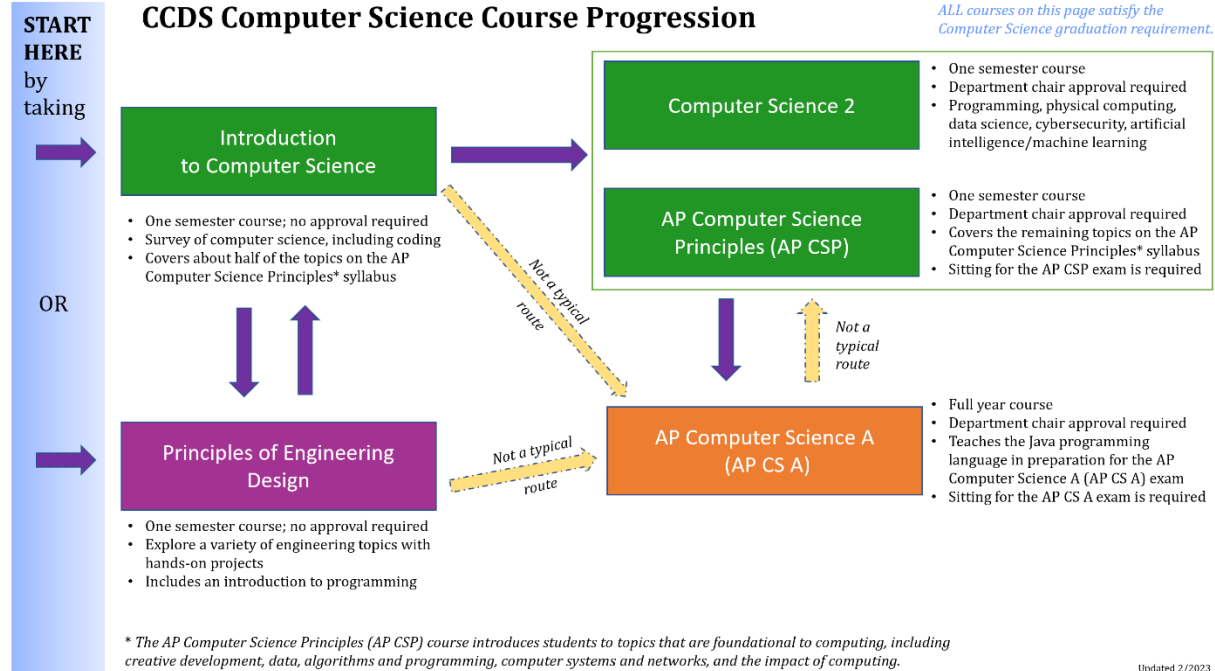 CCDS Computer Science Course Progression
ALL courses on this page satisfy the
Computer Science graduation requirement.
START
HERE
by
taking
OR
Introduction
to Computer Science
• One semester course; no approval required
• Survey of computer science, including coding
• Covers about half of the topics on the AP
Computer Science Principles* syllabus
Computer Science 2
• One semester course
• Department chair approval required
• Programming, physical computing,
data science, cybersecurity, artificial
intelligence/machine learning
AP Computer Science
Principles (AP CSP)
• One semester course
• Department chair approval required
• Covers the remaining topics on the AP
Computer Science Principles* syllabus
• Sitting for the AP CSP exam is required
Not a typical
route
Not a
typical
route
Principles of Engineering
Design
• One semester course; no approval required
• Explore a variety of engineering topics with
hands-on projects
• Includes an introduction to programming
Not a typical
route
AP Computer Science A
(AP CS A)
• Full year course
• Department chair approval required
• Teaches the Java programming
language in preparation for the AP
Computer Science A (AP CS A) exam
• Sitting for the AP CS A exam is required
* The AP Computer Science Principles (AP CSP) course introduces students to topics that are foundational to computing, including
creative development, data, algorithms and programming, computer systems and networks, and the impact of computing.
Updated 2/2023